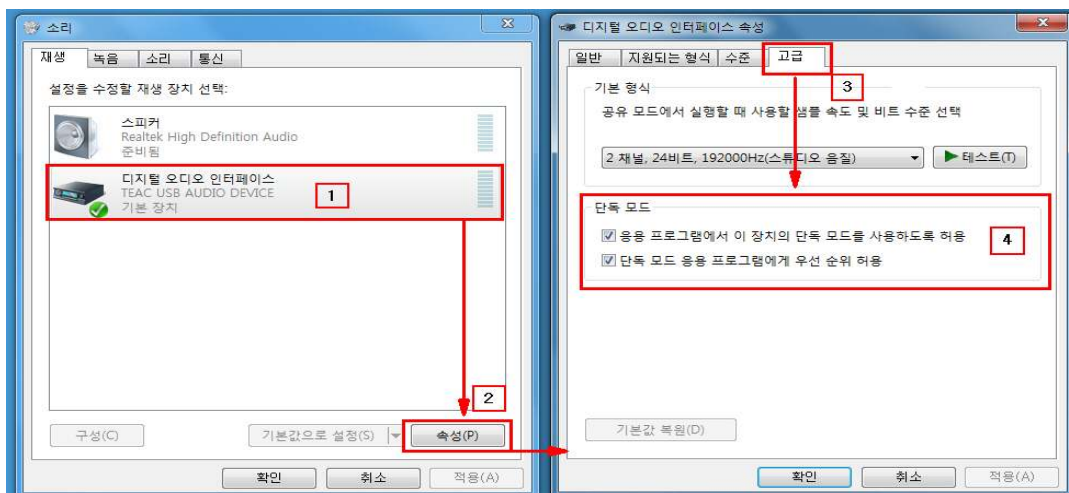 소리
재생
녹음
소리
통신
설정을 수정할 재생 장치 선택:
스피커
Realtek High Definition Audio
준비됨
디지털 오디오 인터페이스
TEAC USB AUDIO DEVICE
기본 장치
1
2
구성(C)
기본값으로 설정(S)
속성(P)
확인
취소
적용(A)
디지털 오디오 인터페이스 속성
일반
지원되는 형식
수준
고급
3
기본 형식
공유 모드에서 실행할 때 사용할 샘플 속도 및 비트 수준 선택
2 채널, 24비트, 192000Hz(스튜디오 음질)
테스트(T)
단독 모드
응용 프로그램에서 이 장치의 단독 모드를 사용하도록 허용
단독 모드 응용 프로그램에게 우선 순위 허용
4
기본값 복원(D)
확인
취소
적용(A)